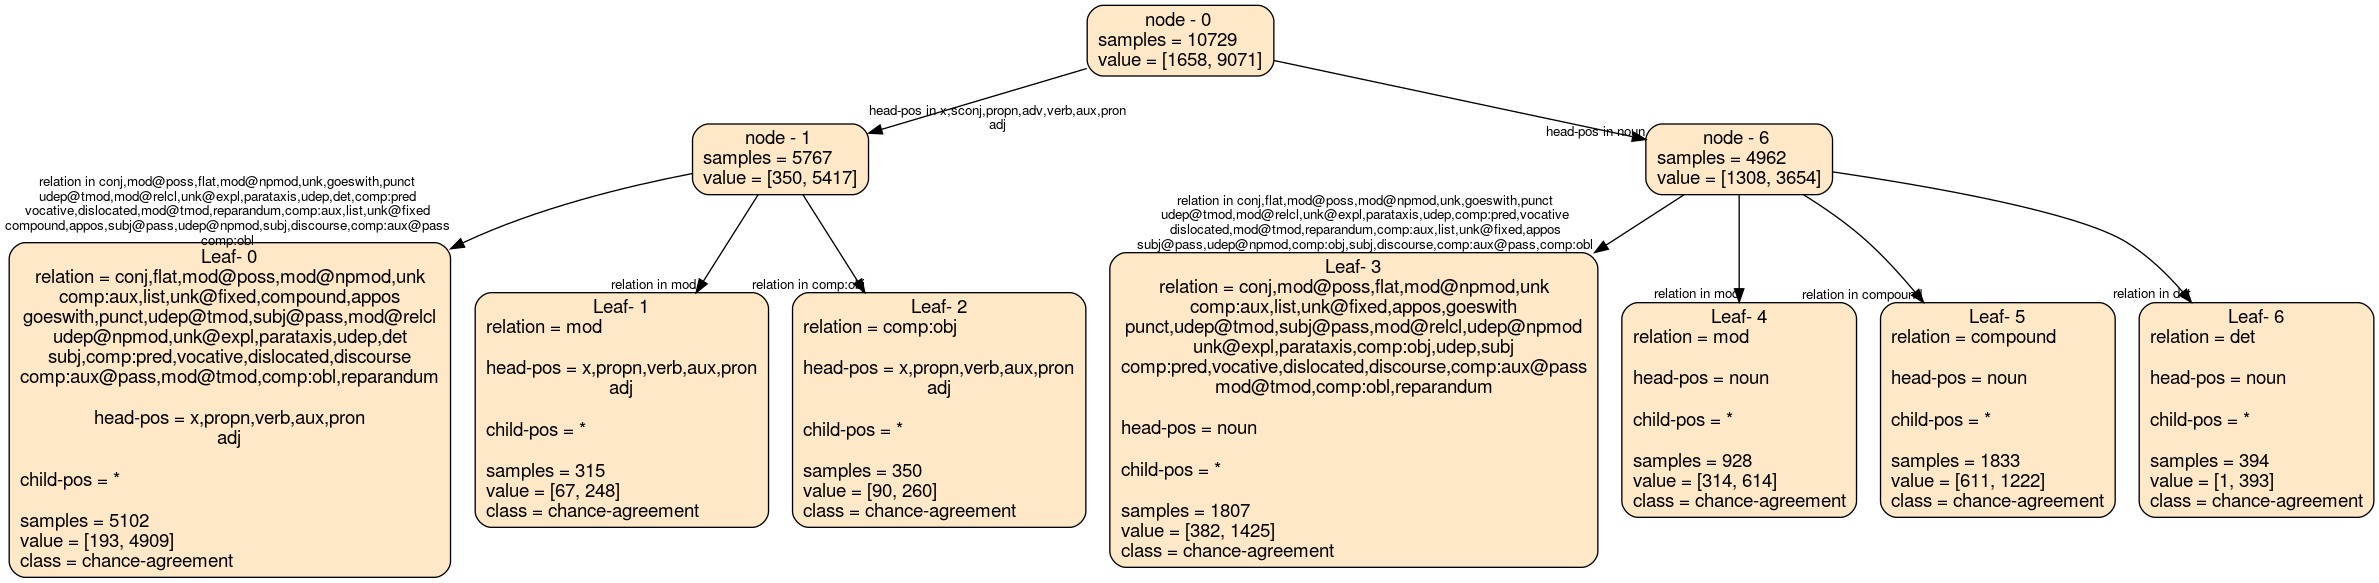 node - 0
samples = 10729
value = [1658, 9071]
head-pos in x,sconj,propn,adv,verb,aux,pron
adj
head-pos in noun
node - 1
samples = 5767
value = [350, 5417]
node - 6
samples = 4962
value = [1308, 3654]
relation in conj,mod@poss,flat,mod@npmod,unk,goeswith,punct
udep@tmod,mod@relcl,unk@expl,parataxis,udep,det,comp:pred
vocative,dislocated,mod@tmod,reparandum,comp:aux,list,unk@fixed
compound,appos,subj@pass,udep@npmod,subj,discourse,comp:aux@pass
comp:obl
relation in mod
relation in comp:obj
relation in conj,flat,mod@poss,mod@npmod,unk,goeswith,punct
udep@tmod,mod@relcl,unk@expl,parataxis,udep,comp:pred,vocative
dislocated,mod@tmod,reparandum,comp:aux,list,unk@fixed,appos
subj@pass,udep@npmod,comp:obj,subj,discourse,comp:aux@pass,comp:obl
relation in mod
relation in compound
relation in det
Leaf- 0
relation = conj,flat,mod@poss,mod@npmod,unk
comp:aux,list,unk@fixed,compound,appos
goeswith,punct,udep@tmod,subj@pass,mod@relcl
udep@npmod,unk@expl,parataxis,udep,det
subj,comp:pred,vocative,dislocated,discourse
comp:aux@pass,mod@tmod,comp:obl,reparandum
head-pos = x,propn,verb,aux,pron
adj
child-pos = *
samples = 5102
value = [193, 4909]
class = chance-agreement
Leaf- 1
relation = mod
head-pos = x,propn,verb,aux,pron
adj
child-pos = *
samples = 315
value = [67, 248]
class = chance-agreement
Leaf- 2
relation = comp:obj
head-pos = x,propn,verb,aux,pron
adj
child-pos = *
samples = 350
value = [90, 260]
class = chance-agreement
Leaf- 3
relation = conj,mod@poss,flat,mod@npmod,unk
comp:aux,list,unk@fixed,appos,goeswith
punct,udep@tmod,subj@pass,mod@relcl,udep@npmod
unk@expl,parataxis,comp:obj,udep,subj
comp:pred,vocative,dislocated,discourse,comp:aux@pass
mod@tmod,comp:obl,reparandum
head-pos = noun
child-pos = *
samples = 1807
value = [382, 1425]
class = chance-agreement
Leaf- 4
relation = mod
head-pos = noun
child-pos = *
samples = 928
value = [314, 614]
class = chance-agreement
Leaf- 5
relation = compound
head-pos = noun
child-pos = *
samples = 1833
value = [611, 1222]
class = chance-agreement
Leaf- 6
relation = det
head-pos = noun
child-pos = *
samples = 394
value = [1, 393]
class = chance-agreement